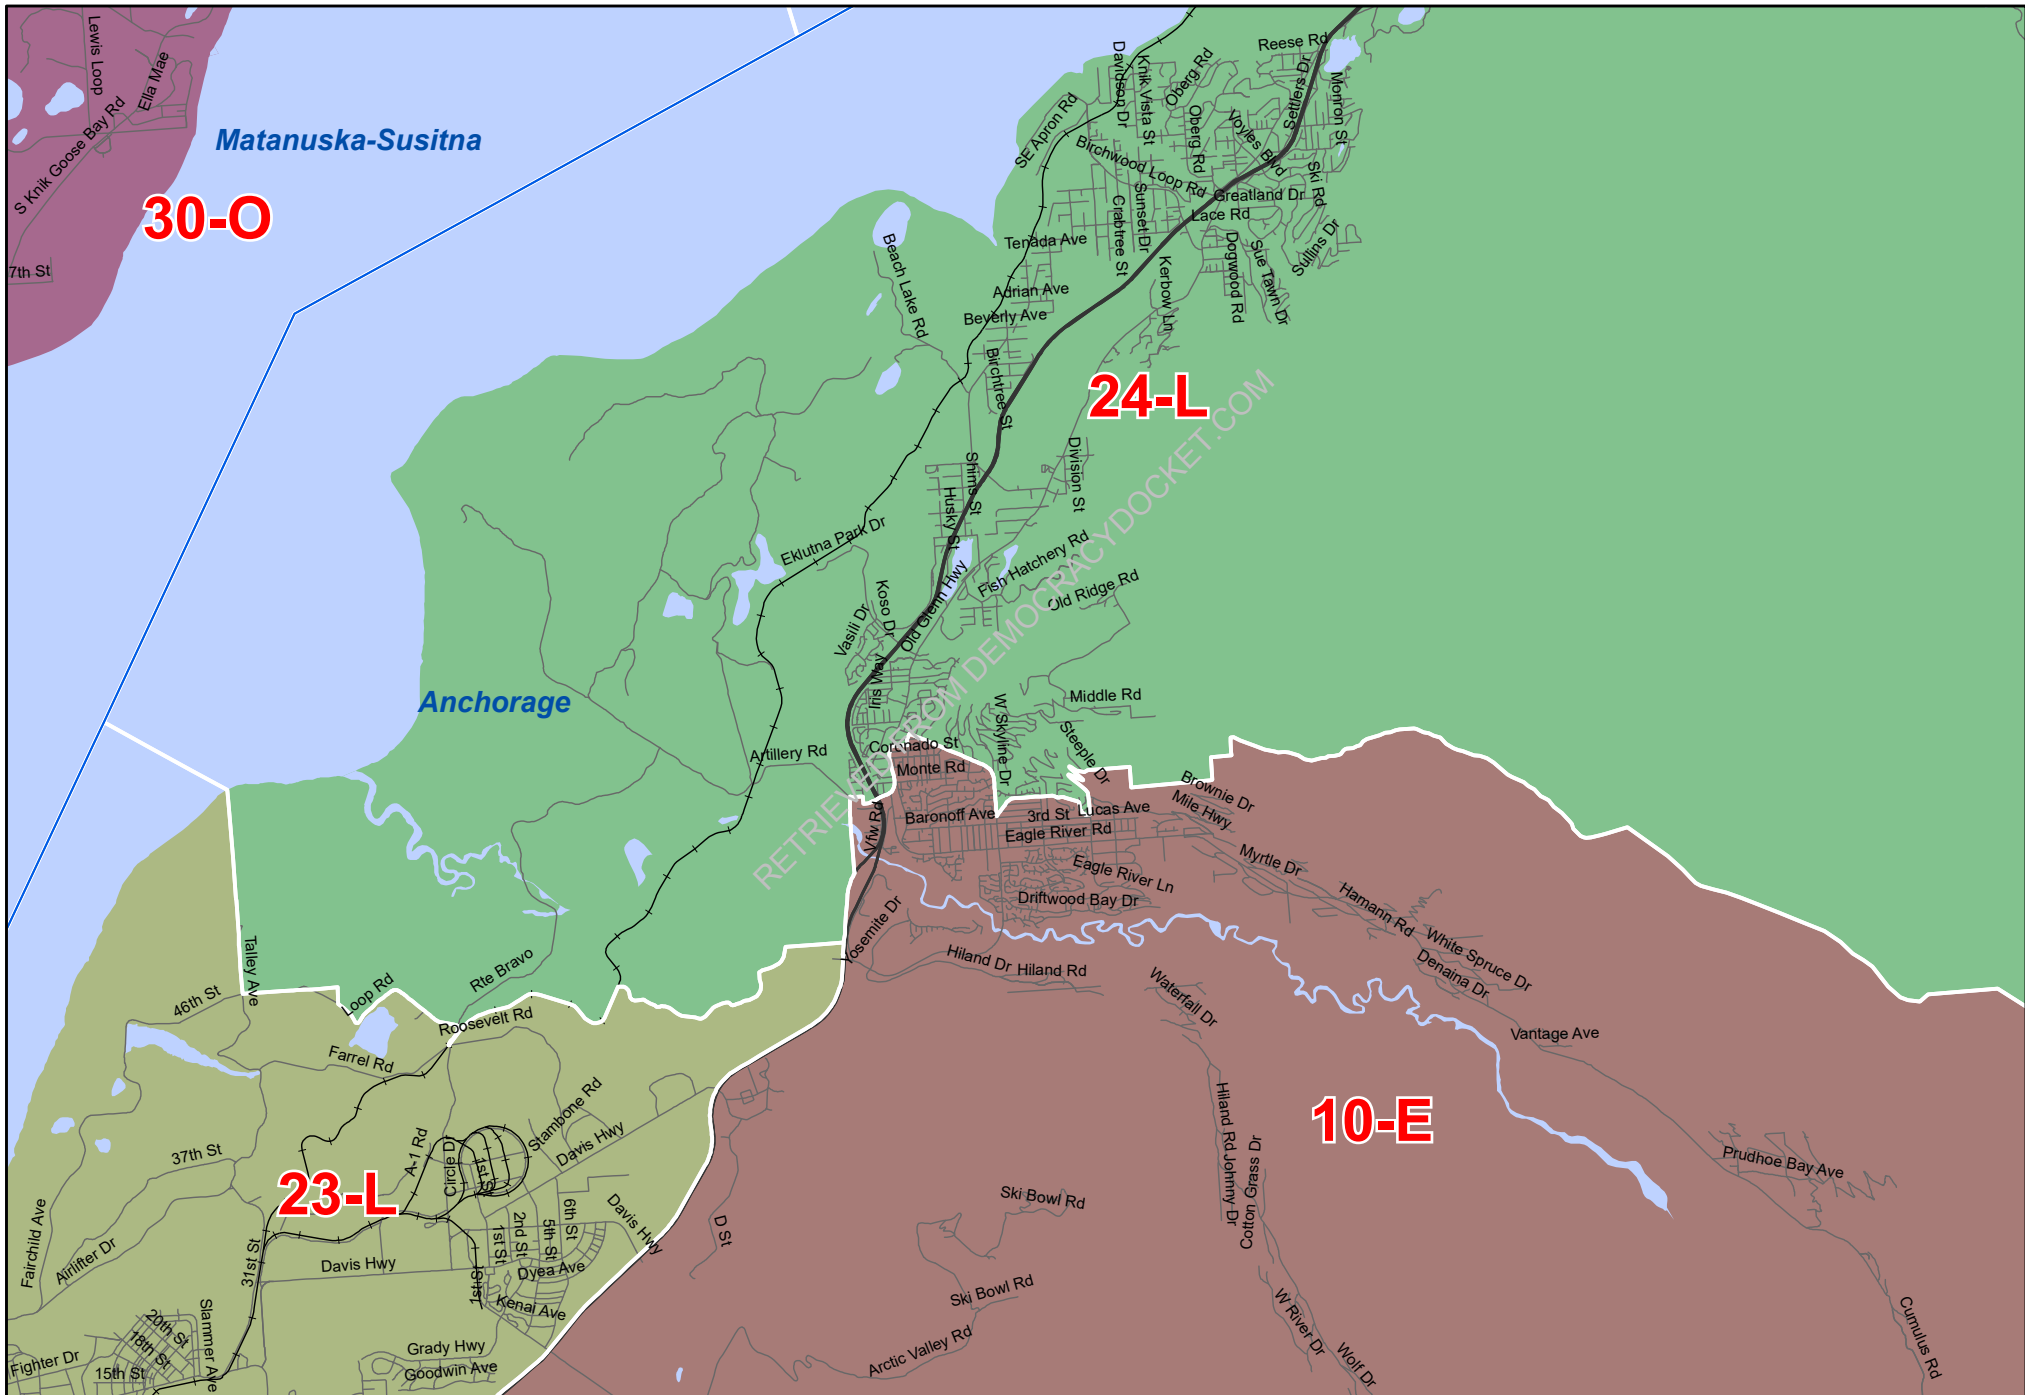 Lewis Loop
Ella Mae
S Knik Goose Bay Rd
7th St
Matanuska-Susitna
30-O
Davidson Dr
Knik Vista St
Oberg Rd
Reese Rd
Settlers Dr
Monron St
SE Apron Rd
Oberg Rd
Voyles Blvd
Birchwood Loop Rd
Ski Rd
Greatland Dr
Lace Rd
Sunset Dr
Crabtree St
Tenada Ave
Dogwood Rd
Sue Tawn Dr
Sullins Dr
Kerbow Ln
Beach Lake Rd
Adrian Ave
Beverly Ave
Birchtree St
24-L
Division St
Shims St
Husky St
Eklutna Park Dr
Fish Hatchery Rd
Old Ridge Rd
Koso Dr
Vasili Dr
Old Glenn Hwy
Iris Way
Anchorage
Middle Rd
W Skyline Dr
Steeple Dr
Artillery Rd
Coronado St
Monte Rd
Brownie Dr
Mile Hwy
Vfw Rd
Baronoff Ave
3rd St
Lucas Ave
Eagle River Rd
Eagle River Ln
Myrtle Dr
Driftwood Bay Dr
Hamann Rd
White Spruce Dr
Denaina Dr
Yosemite Dr
Hiland Dr
Hiland Rd
Waterfall Dr
Vantage Ave
Talley Ave
46th St
Loop Rd
Rte Bravo
Roosevelt Rd
Farrel Rd
Stambone Rd
Davis Hwy
A-1 Rd
Circle Dr
1st St
37th St
23-L
10-E
Hiland Rd
Johnny Dr
Cotton Grass Dr
Prudhoe Bay Ave
Ski Bowl Rd
D St
Fairchild Ave
Airlifter Dr
31st St
Davis Hwy
1st St
2nd St
5th St
6th St
Davis Hwy
Dyea Ave
1st St
Kenai Ave
Ski Bowl Rd
W River Dr
Wolf Dr
Cumulus Rd
20th St
18th St
Slammer Ave
Fighter Dr
15th St
Grady Hwy
Goodwin Ave
Arctic Valley Rd
RETRIEVED FROM DEMOCRACYDOCKET.COM